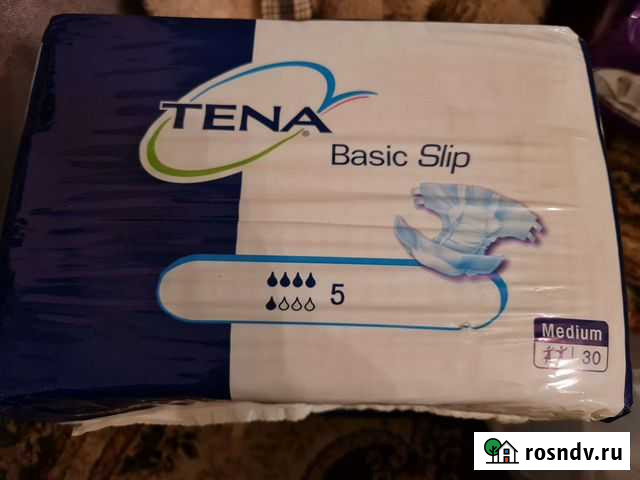 TENA
Basic Slip
5
Medium
30
rosndv.ru